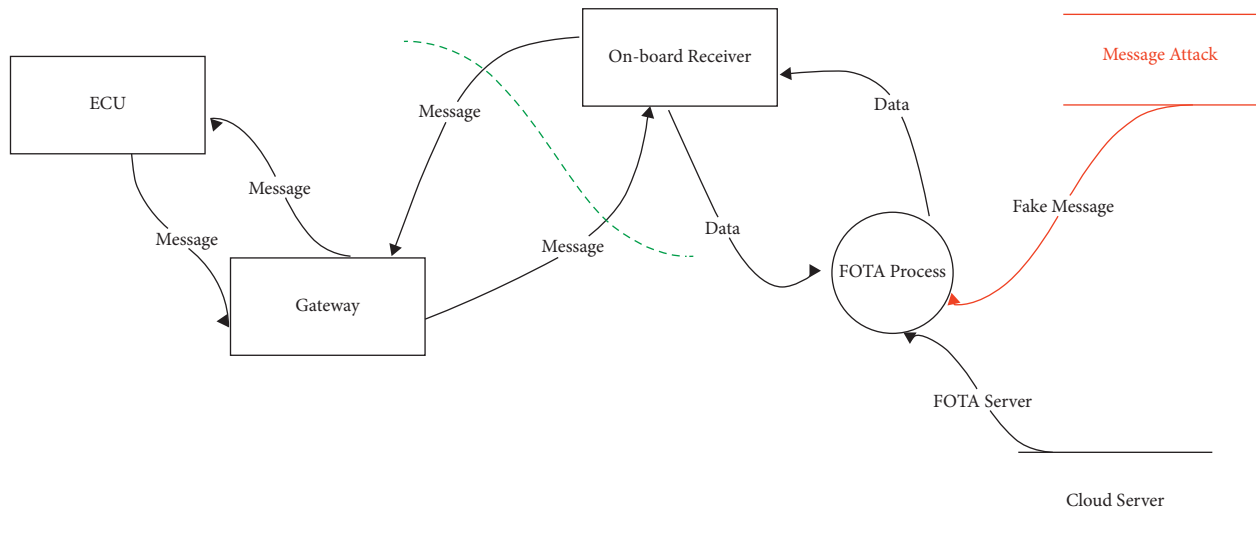 On-board Receiver
Message Attack
ECU
Message
Data
Message
Fake Message
Data
Message
Message
FOTA Process
Gateway
FOTA Server
Cloud Server